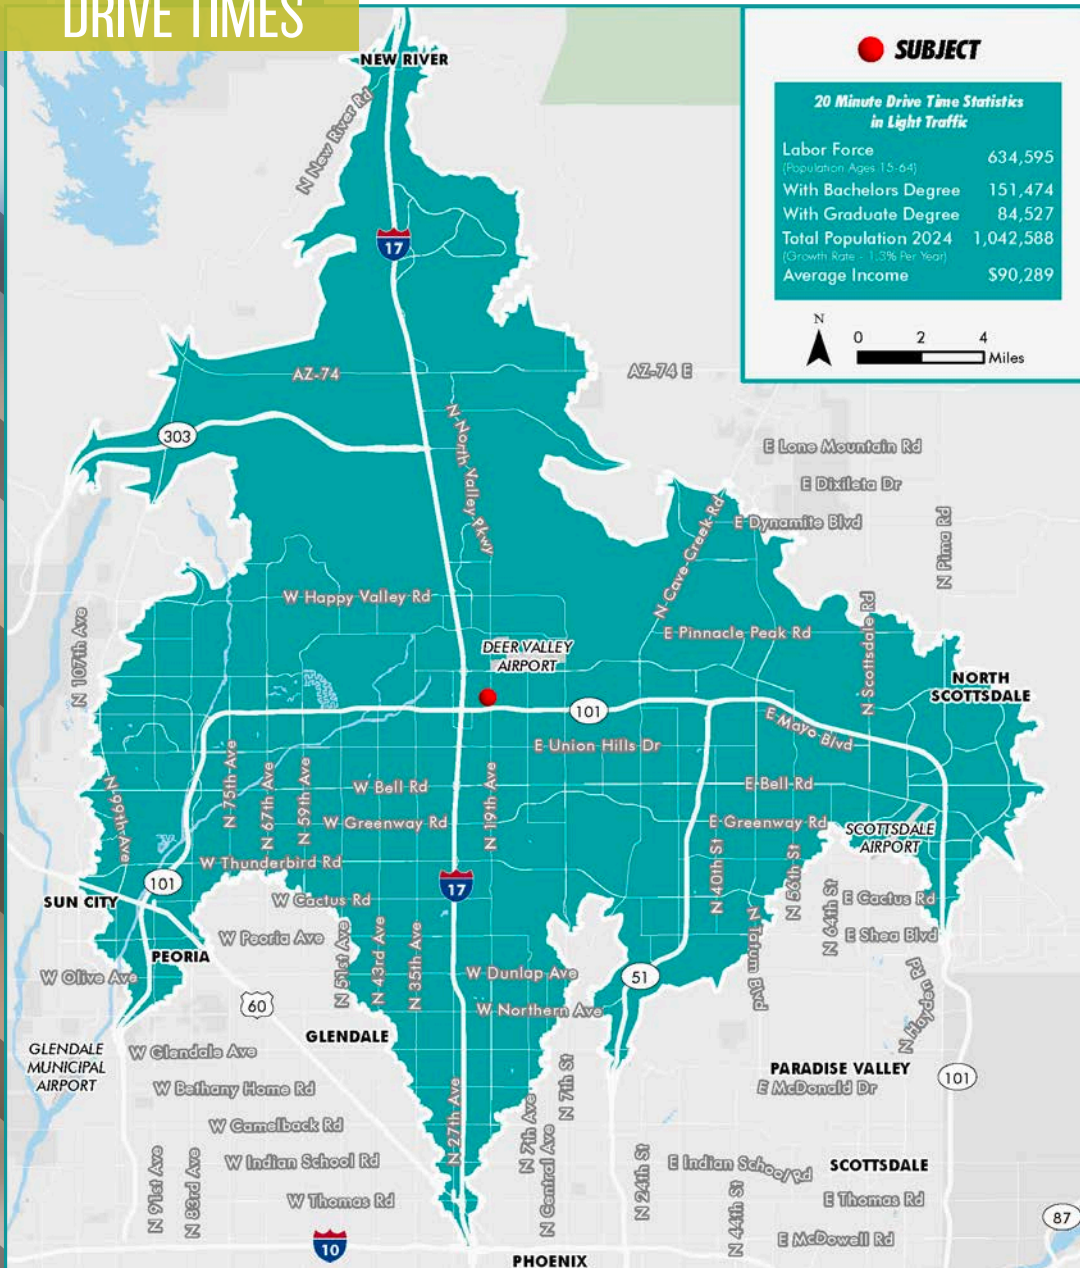 DRIVE TIMES
SUBJECT
20 Minute Drive Time Statistics
in Light Traffic
Labor Force 634,595
(Population Ages 15-64)
With Bachelors Degree 151,474
With Graduate Degree 84,527
Total Population 2024 1,042,588
(Growth Rate - 1.3% Per Year)
Average Income $90,289
N
0 2 4
Miles
NEW RIVER
N New River Rd
17
AZ-74
AZ-74 E
303
N North Valley Pkwy
E Lone Mountain Rd
E Dixileta Dr
E Dynamite Blvd
N Cave Creek Rd
N Pima Rd
W Happy Valley Rd
N 107th Ave
E Pinnacle Peak Rd
N Scottsdale Rd
DEER VALLEY
AIRPORT
NORTH
SCOTTSDALE
101
E Mayo Blvd
E Union Hills Dr
N 75th Ave
N 67th Ave
N 59th Ave
W Bell Rd
N 19th Ave
E Bell Rd
N 99th Ave
W Greenway Rd
E Greenway Rd
SCOTTSDALE
AIRPORT
W Thunderbird Rd
101
17
N 40th St
N 56th St
N 64th St
SUN CITY
W Cactus Rd
E Cactus Rd
W Peoria Ave
E Shea Blvd
PEORIA
N 51st Ave
N 43rd Ave
N 35th Ave
N Tatum Blvd
W Olive Ave
W Dunlap Ave
51
60
W Northern Ave
N Hayden Rd
GLENDALE
GLENDALE
MUNICIPAL
AIRPORT
W Glendale Ave
PARADISE VALLEY
101
W Bethany Home Rd
E McDonald Dr
N 7th St
N 27th Ave
N 7th Ave
W Camelback Rd
N Central Ave
W Indian School Rd
E Indian School Rd
SCOTTSDALE
N 91st Ave
N 83rd Ave
N 24th St
N 44th St
W Thomas Rd
E Thomas Rd
87
10
E McDowell Rd
PHOENIX